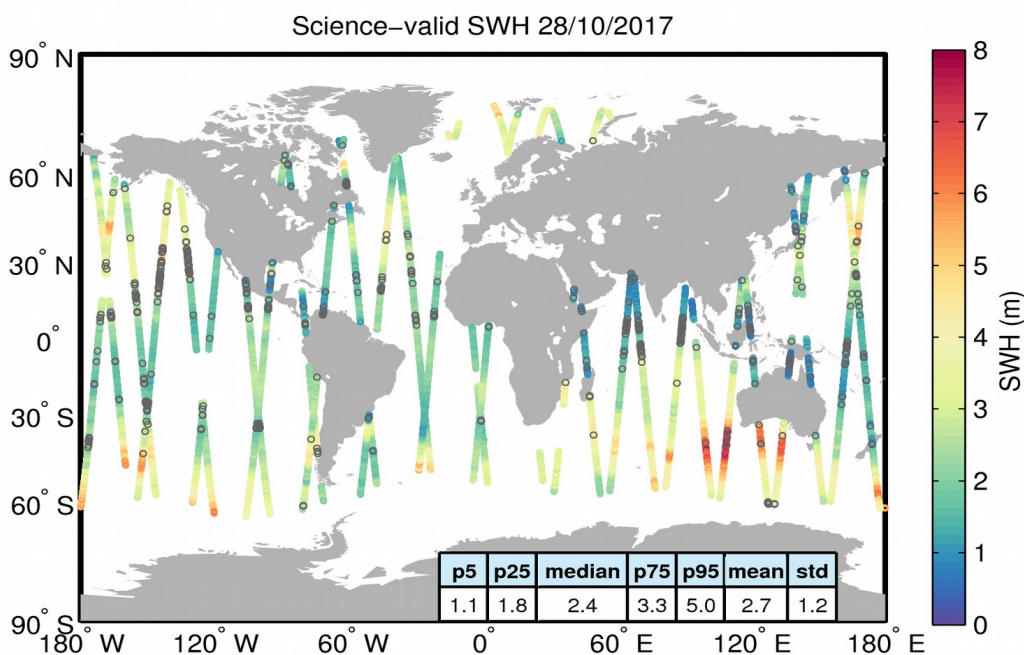 Science−valid SWH 28/10/2017
90° N
60° N
30° N
0°
30° S
60° S
90° S
180° W
120° W
60° W
0°
60° E
120° E
180° E
p5 p25 median p75 p95 mean std
1.1 1.8 2.4 3.3 5.0 2.7 1.2
8
7
6
5
4
3
2
1
0
SWH (m)